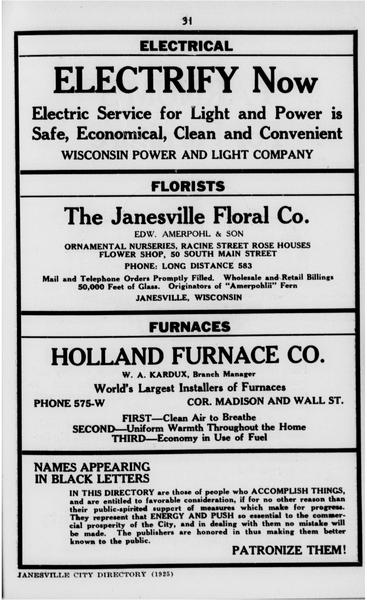 31
ELECTRICAL
ELECTRIFY Now
Electric Service for Light and Power is
Safe, Economical, Clean and Convenient
WISCONSIN POWER AND LIGHT COMPANY
FLORISTS
The Janesville Floral Co.
EDW. AMERPOHL & SON
ORNAMENTAL NURSERIES, RACINE STREET ROSE HOUSES
FLOWER SHOP, 50 SOUTH MAIN STREET
PHONE: LONG DISTANCE 583
Mail and Telephone Orders Promptly Filled. Wholesale and Retail Billings
50,000 Feet of Glass. Originators of "Amerpohlii" Fern
JANESVILLE, WISCONSIN
FURNACES
HOLLAND FURNACE CO.
W. A. KARDUX, Branch Manager
World's Largest Installers of Furnaces
PHONE 575-W COR. MADISON AND WALL ST.
FIRST—Clean Air to Breathe
SECOND—Uniform Warmth Throughout the Home
THIRD—Economy in Use of Fuel
NAMES APPEARING
IN BLACK LETTERS
IN THIS DIRECTORY are those of people who ACCOMPLISH THINGS,
and are entitled to favorable consideration, if for no other reason than
their public-spirited support of measures which make for progress.
They represent that ENERGY AND PUSH so essential to the commer-
cial prosperity of the City, and in dealing with them no mistake will
be made. The publishers are honored in thus making them better
known to the public.
PATRONIZE THEM!
JANESVILLE CITY DIRECTORY (1925)